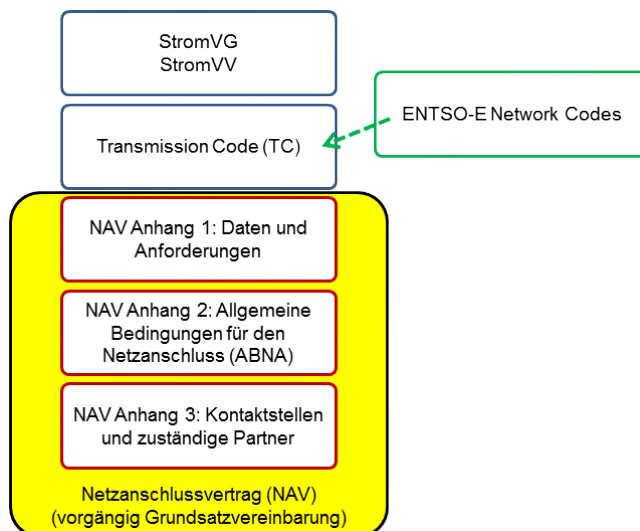 StromVG
StromVV
Transmission Code (TC)
ENTSO-E Network Codes
NAV Anhang 1: Daten und
Anforderungen
NAV Anhang 2: Allgemeine
Bedingungen für den
Netzanschluss (ABNA)
NAV Anhang 3: Kontaktstellen
und zuständige Partner
Netzanschlussvertrag (NAV)
(vorgängig Grundsatzvereinbarung)